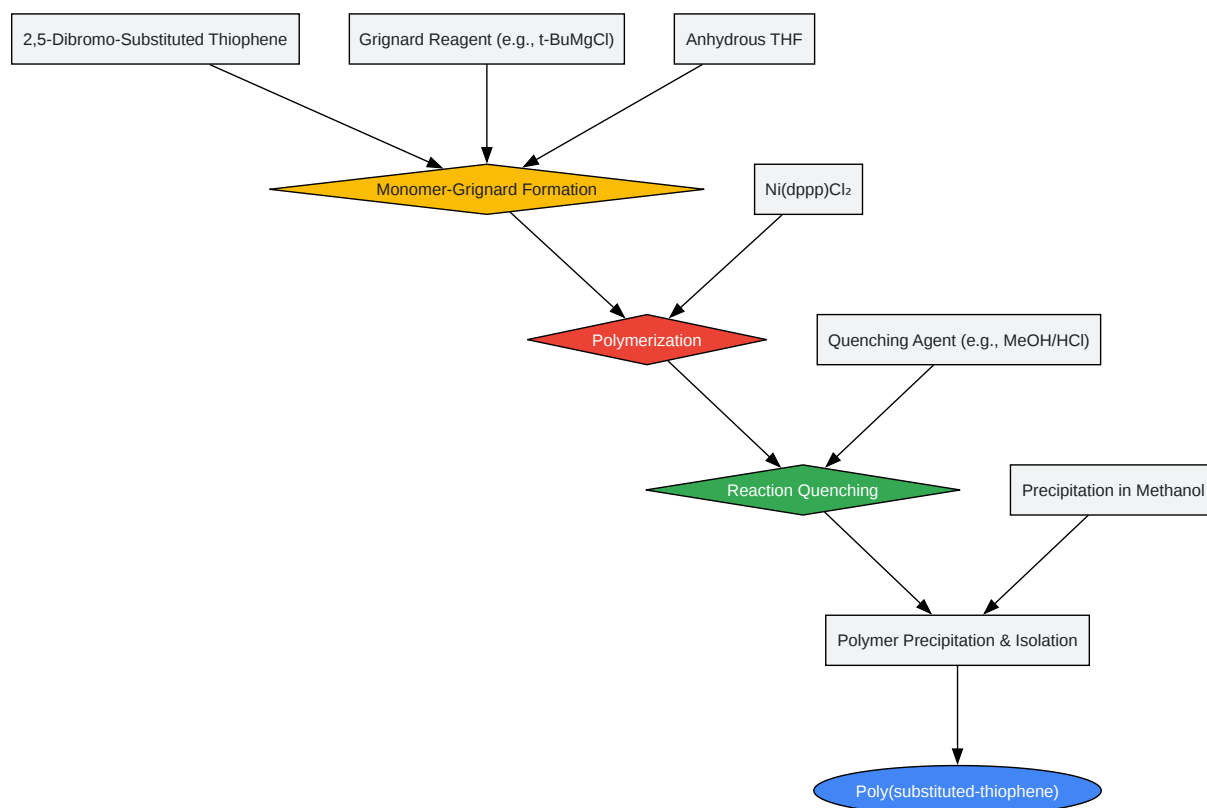 2,5-Dibromo-Substituted Thiophene
Grignard Reagent (e.g., t-BuMgCl)
Anhydrous THF
Monomer-Grignard Formation
Ni(dppp)Cl₂
Polymerization
Quenching Agent (e.g., MeOH/HCl)
Reaction Quenching
Precipitation in Methanol
Polymer Precipitation & Isolation
Poly(substituted-thiophene)